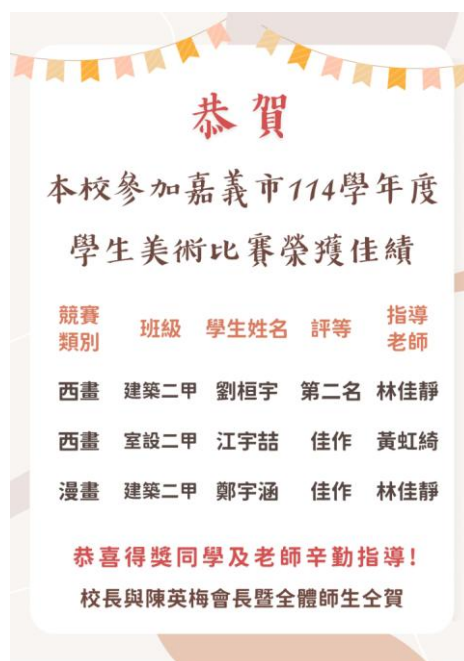 恭賀
本校參加嘉義市114學年度
學生美術比賽榮獲佳績
競賽類別 班級 學生姓名 評等 指導老師
西畫 建築二甲 劉桓宇 第二名 林佳靜
西畫 室設二甲 江宇喆 佳作 黃虹綺
漫畫 建築二甲 鄭宇涵 佳作 林佳靜
恭喜得獎同學及老師辛勤指導!
校長與陳英梅會長暨全體師生仝賀